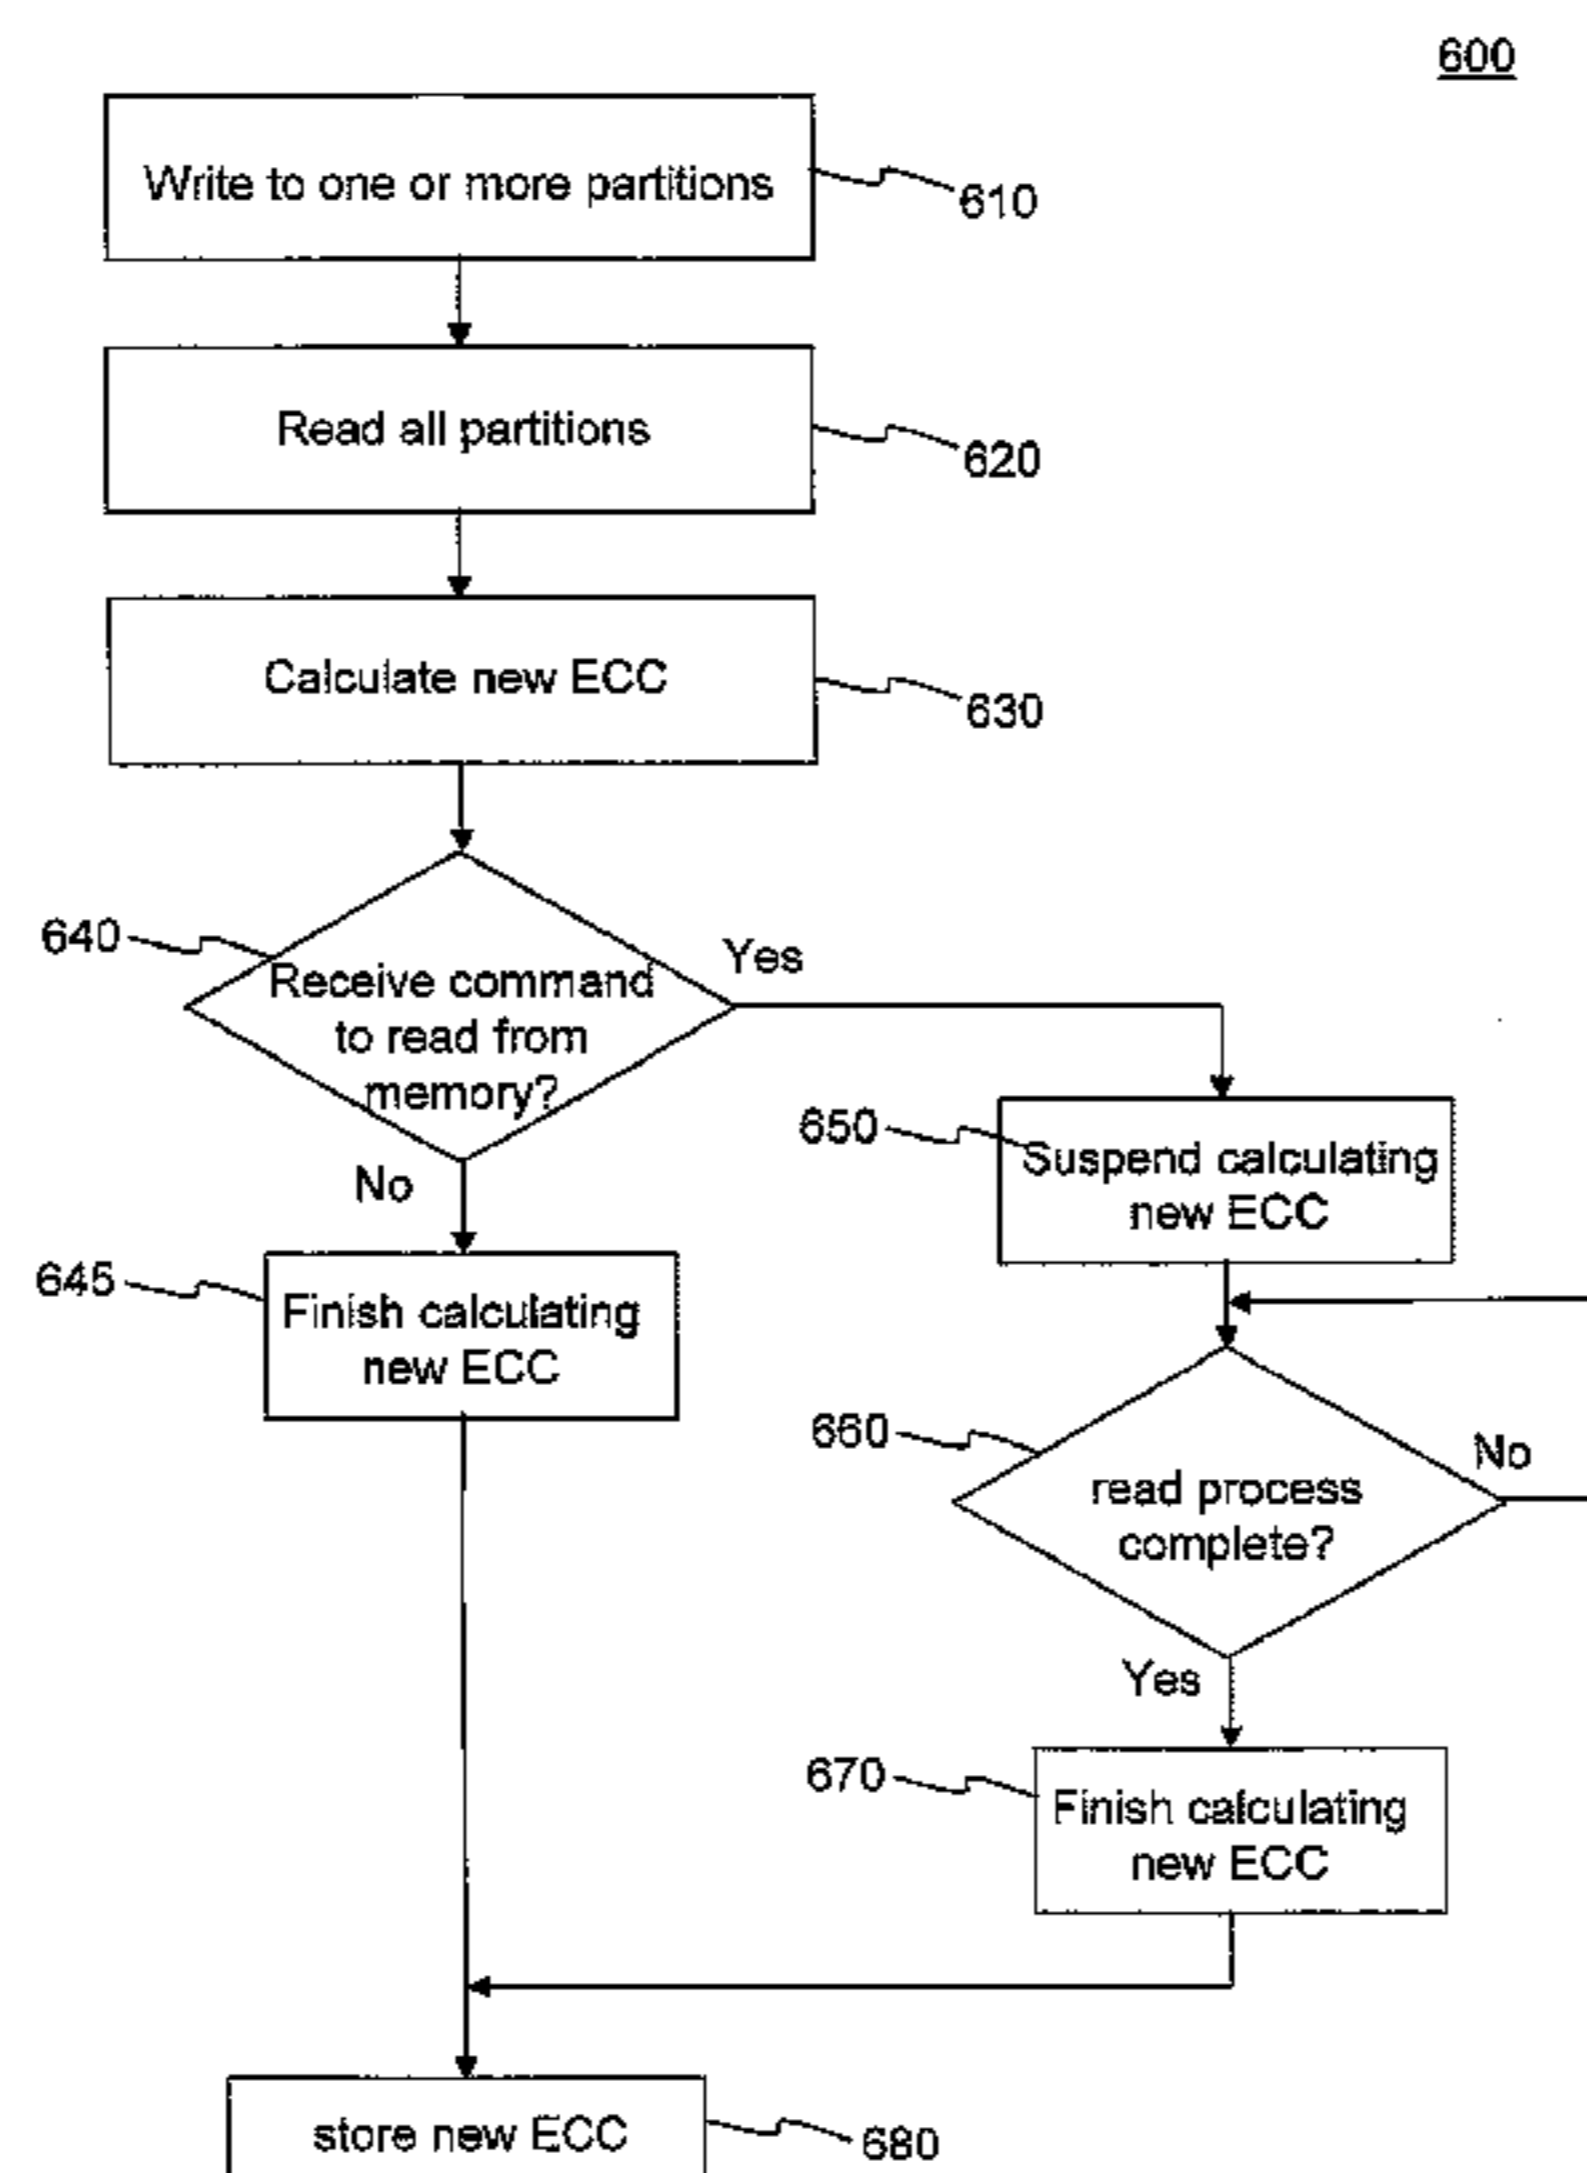 600
Write to one or more partitions
610
Read all partitions
620
Calculate new ECC
630
640
Receive command
to read from
memory?
Yes
No
650
Suspend calculating
new ECC
645
Finish calculating
new ECC
660
read process
complete?
No
Yes
670
Finish calculating
new ECC
store new ECC
680